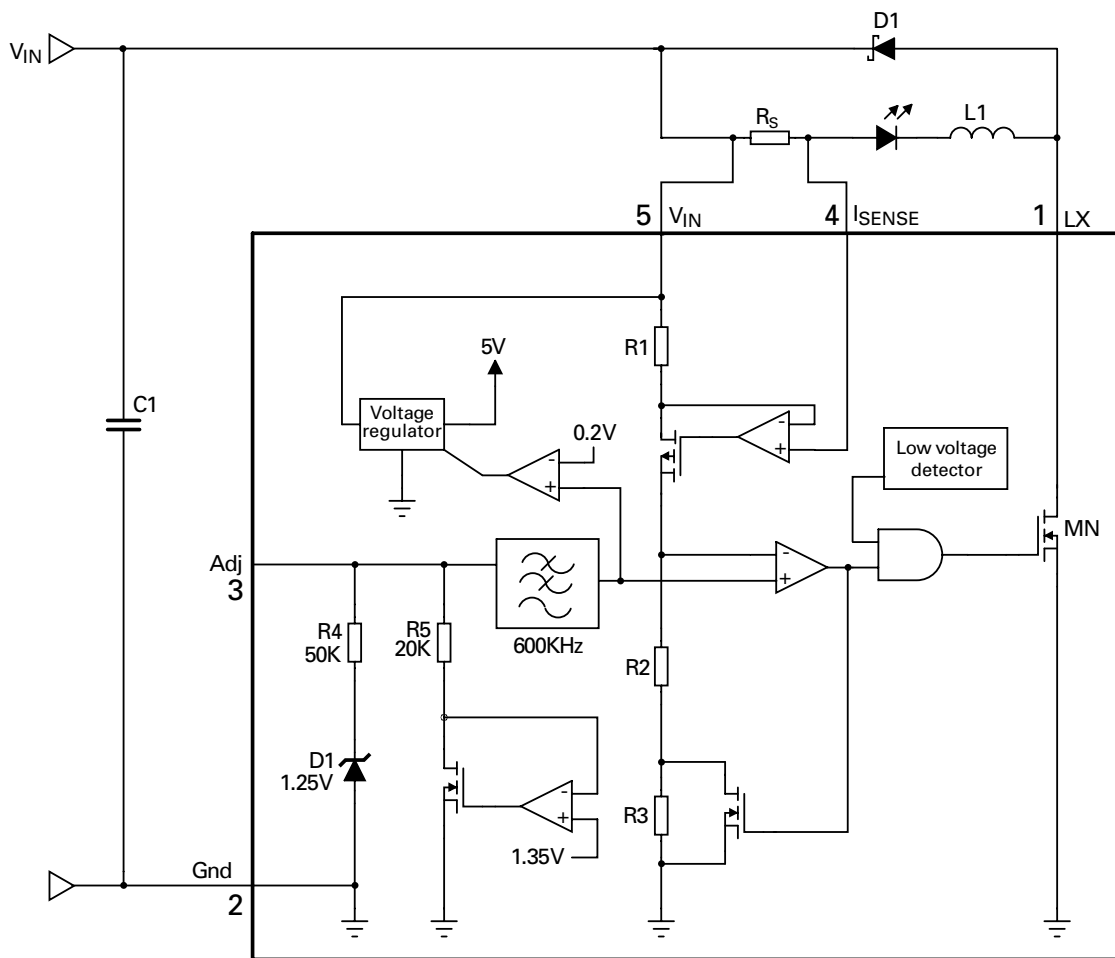 D1
VIN
RS
L1
5
VIN
4
ISENSE
1
LX
R1
5V
C1
Voltage
regulator
0.2V
-
+
-
+
Low voltage
detector
MN
Adj
3
-
+
R4
50K
R5
20K
600KHz
R2
D1
1.25V
-
+
R3
1.35V
Gnd
2